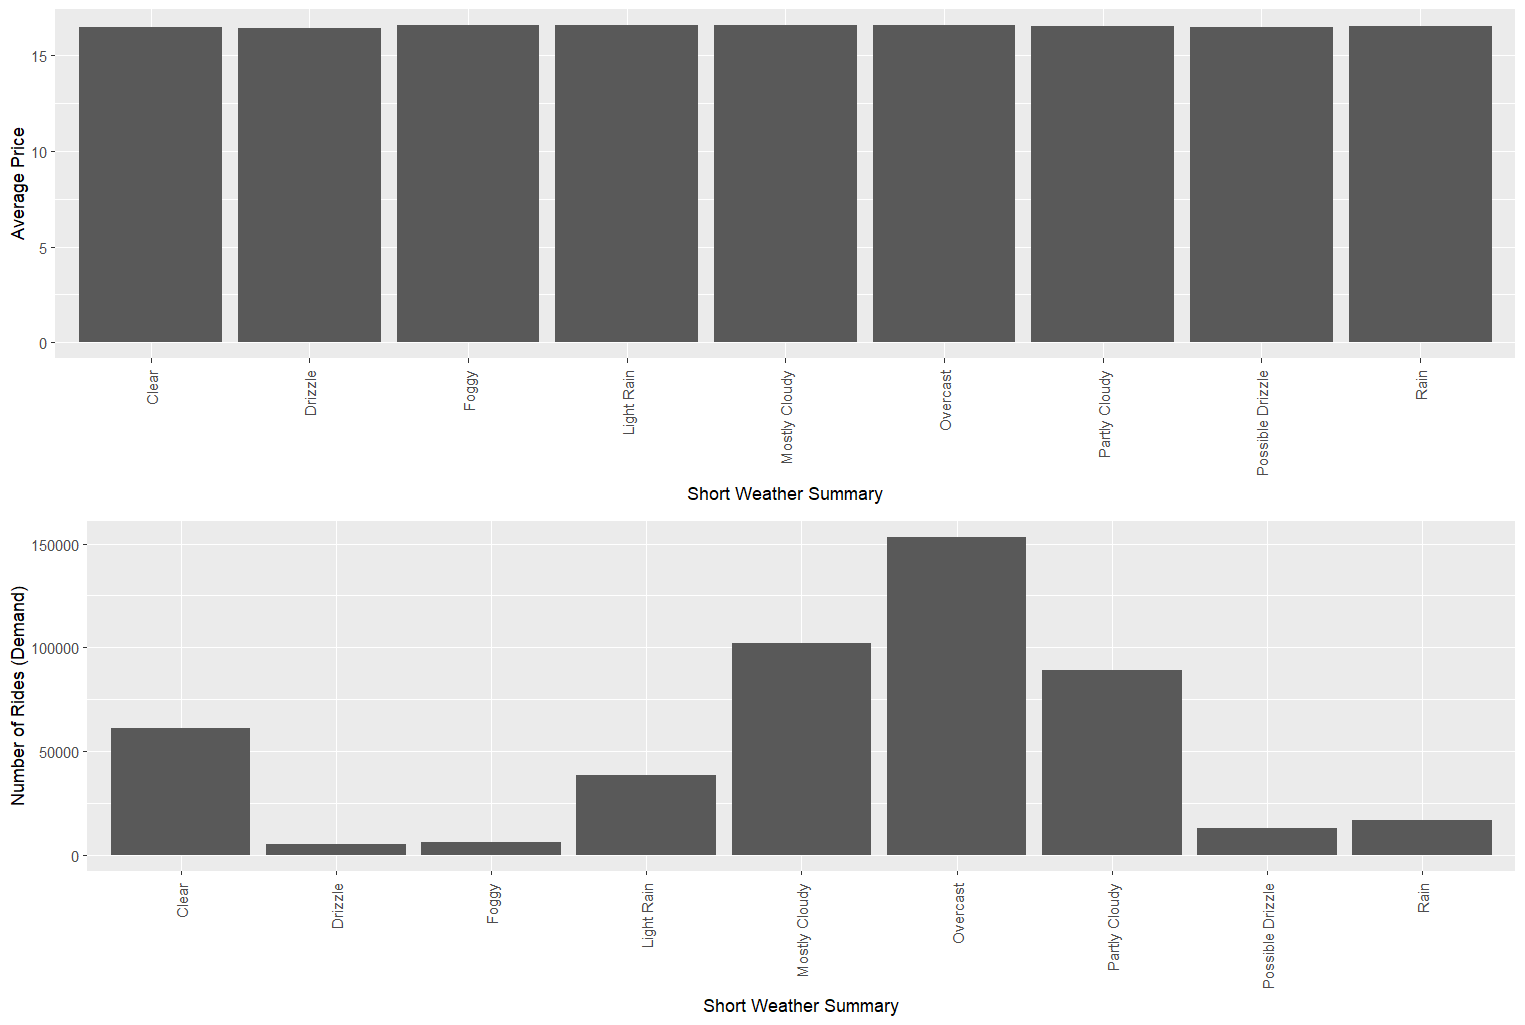 Average Price
15
10
5
0
Clear
Drizzle
Foggy
Light Rain
Mostly Cloudy
Overcast
Partly Cloudy
Possible Drizzle
Rain
Short Weather Summary
Number of Rides (Demand)
150000
100000
50000
0
Clear
Drizzle
Foggy
Light Rain
Mostly Cloudy
Overcast
Partly Cloudy
Possible Drizzle
Rain
Short Weather Summary